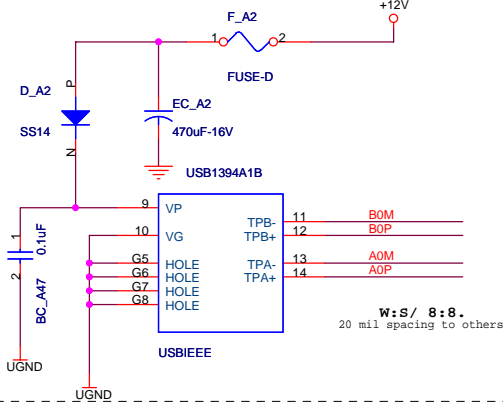 +12V
F_A2
1 2
FUSE-D
P
D_A2
SS14
N
EC_A2
470uF-16V
USB1394A1B
9 VP
10 VG
G5 HOLE
G6 HOLE
G7 HOLE
G8 HOLE
TPB- 11 B0M
TPB+ 12 B0P
TPA- 13 A0M
TPA+ 14 A0P
USBIEEE
1
0.1uF
2
BC_A47
UGND
UGND
W:S/ 8:8.
20 mil spacing to others